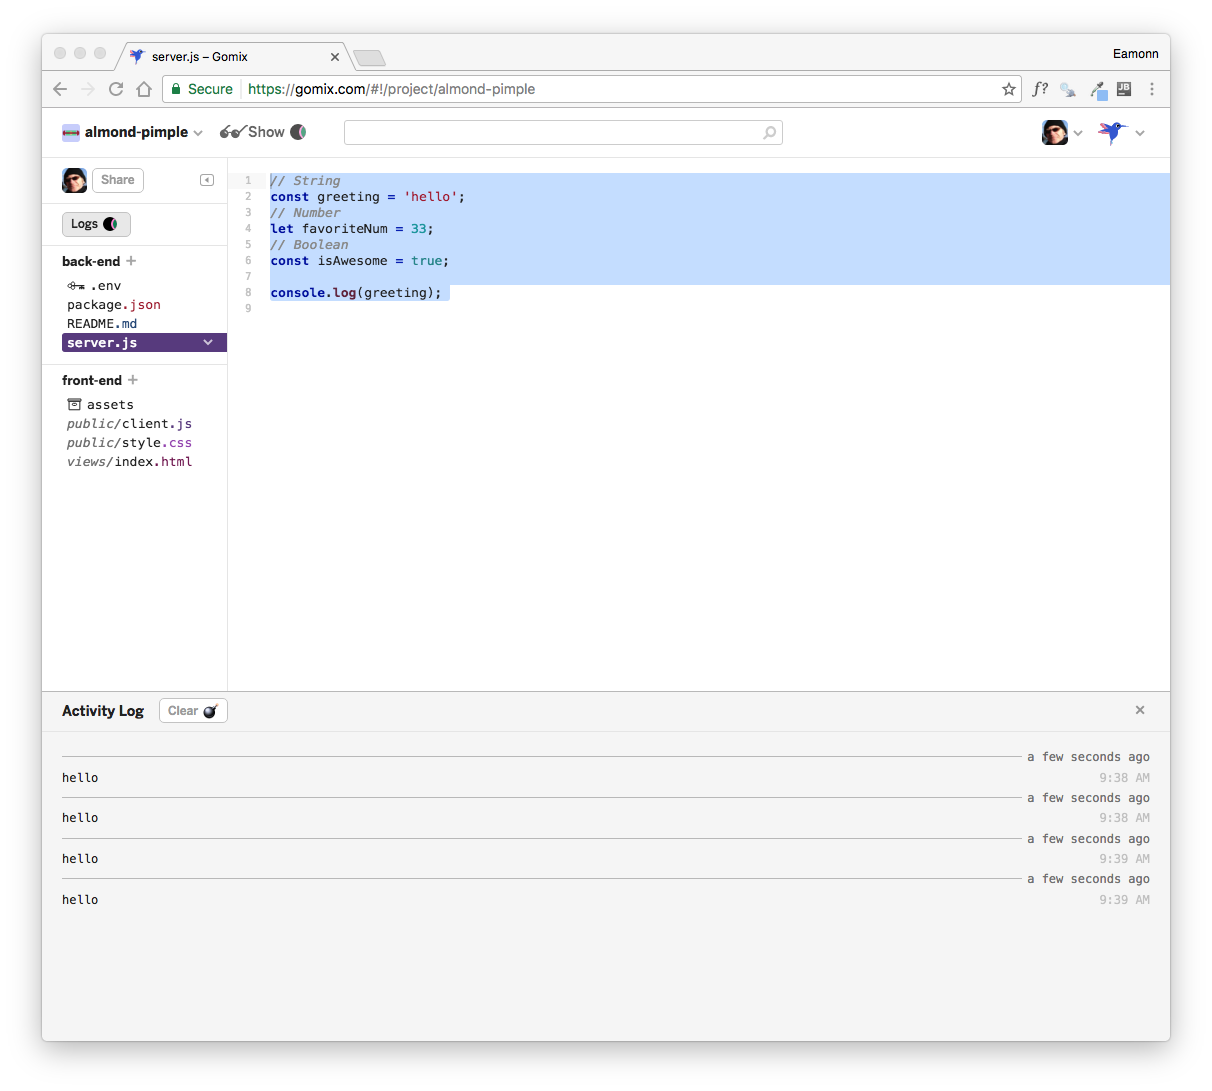 server.js – Gomix
Eamonn
Secure https://gomix.com/#!/project/almond-pimple
f?
JB
almond-pimple
Show
Share
Logs
back-end +
.env
package.json
README.md
server.js
front-end +
assets
public/client.js
public/style.css
views/index.html
1 // String
2 const greeting = 'hello';
3 // Number
4 let favoriteNum = 33;
5 // Boolean
6 const isAwesome = true;
7
8 console.log(greeting);
9
Activity Log Clear
a few seconds ago
hello 9:38 AM
a few seconds ago
hello 9:38 AM
a few seconds ago
hello 9:39 AM
a few seconds ago
hello 9:39 AM